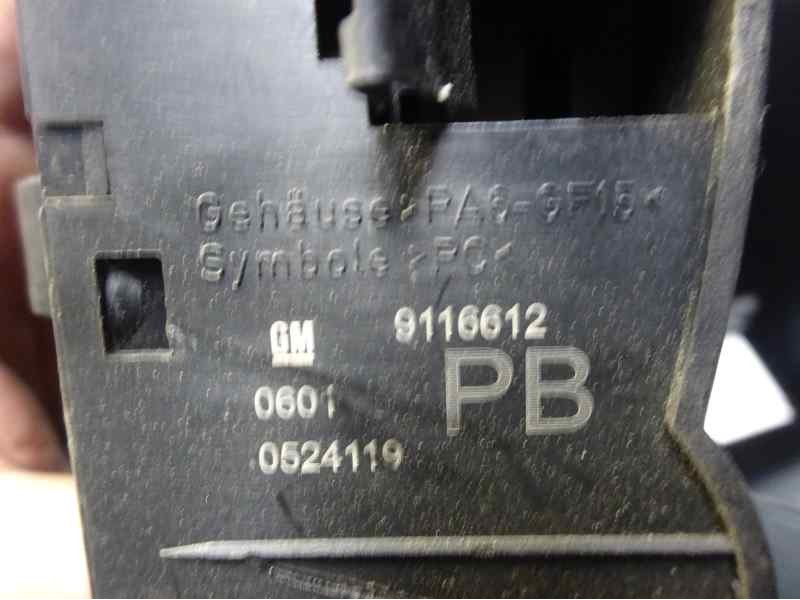 Gehäuse >PA6-GF15<
Symbole >PC<
GM 9116612
PB
0601
0524119